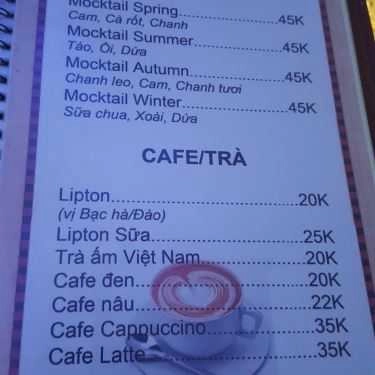 Mocktail Spring..................45K
Cam, Cà rốt, Chanh
Mocktail Summer...............45K
Táo, Ổi, Dứa
Mocktail Autumn................45K
Chanh leo, Cam, Chanh tươi
Mocktail Winter..................45K
Sữa chua, Xoài, Dứa
CAFE/TRÀ
Lipton...............................20K
(vị Bạc hà/Đào)
Lipton Sữa.........................25K
Trà ấm Việt Nam.................20K
Cafe đen............................20K
Cafe nâu............................22K
Cafe Cappuccino................35K
Cafe Latte..........................35K